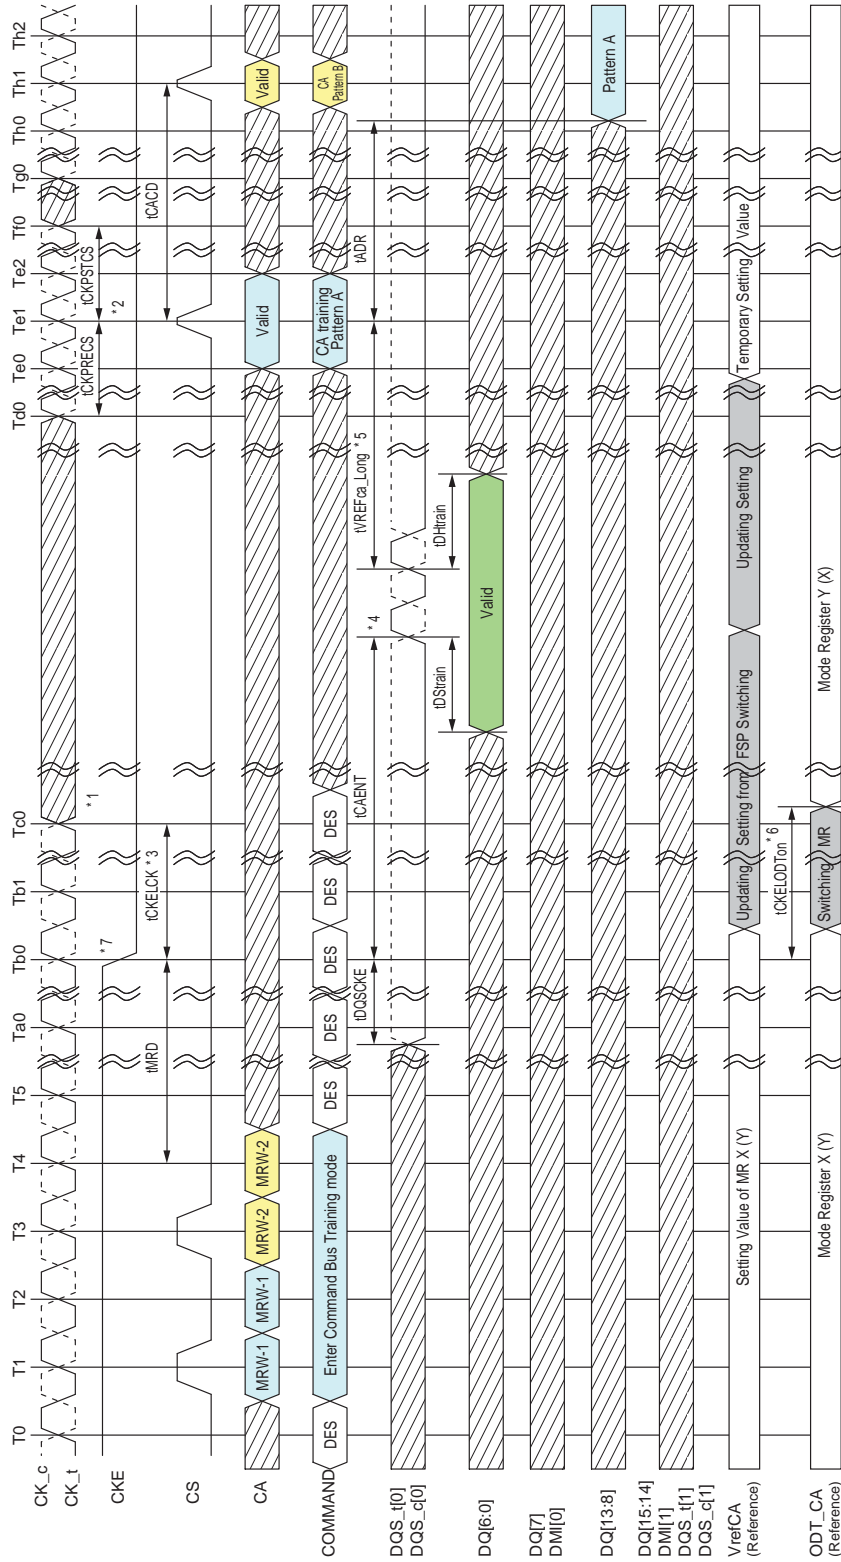 T0 T1 T2 T3 T4 T5 Ta0 Tb0 Tb1 Tc0 Td0 Te0 Te1 Te2 Tf0 Tg0 Th0 Th1 Th2
CK_c
CK_t
tCKPRECS tCKPSTCS
CKE
* 7 * 1 * 2
tMRD tCKELCK * 3 tCACD
CS
CA
MRW-1 MRW-1 MRW-2 MRW-2 Valid Valid
COMMAND
DES Enter Command Bus Training mode DES DES DES DES DES CA training
Pattern A
CA
Pattern B
tDQSCKE tCAENT * 4 tVREFca_Long * 5 tADR
DQS_t[0]
DQS_c[0]
tDStrain tDHtrain
DQ[6:0]
Valid
DQ[7]
DMI[0]
DQ[13:8]
Pattern A
DQ[15:14]
DMI[1]
DQS_t[1]
DQS_c[1]
VrefCA
(Reference)
Setting Value of MR X (Y) Updating Setting from FSP Switching Updating Setting Temporary Setting Value
tCKELODTon * 6
ODT_CA
(Reference)
Mode Register X (Y) Switching MR Mode Register Y (X)